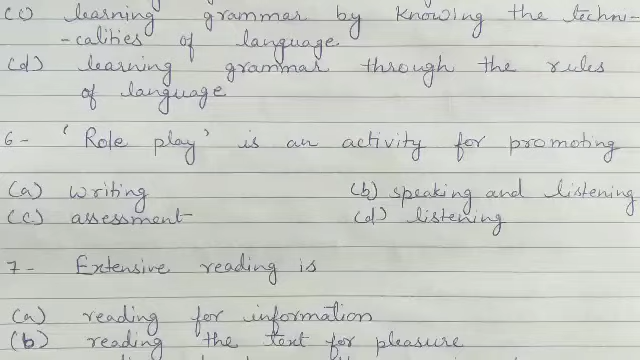 (c) learning grammar by knowing the techni-
-calities of language.
(d) learning grammar through the rules
of language
6- 'Role play' is an activity for promoting
(a) writing (b) speaking and listening
(c) assessment (d) listening
7- Extensive reading is
(a) reading for information
(b) reading the text for pleasure